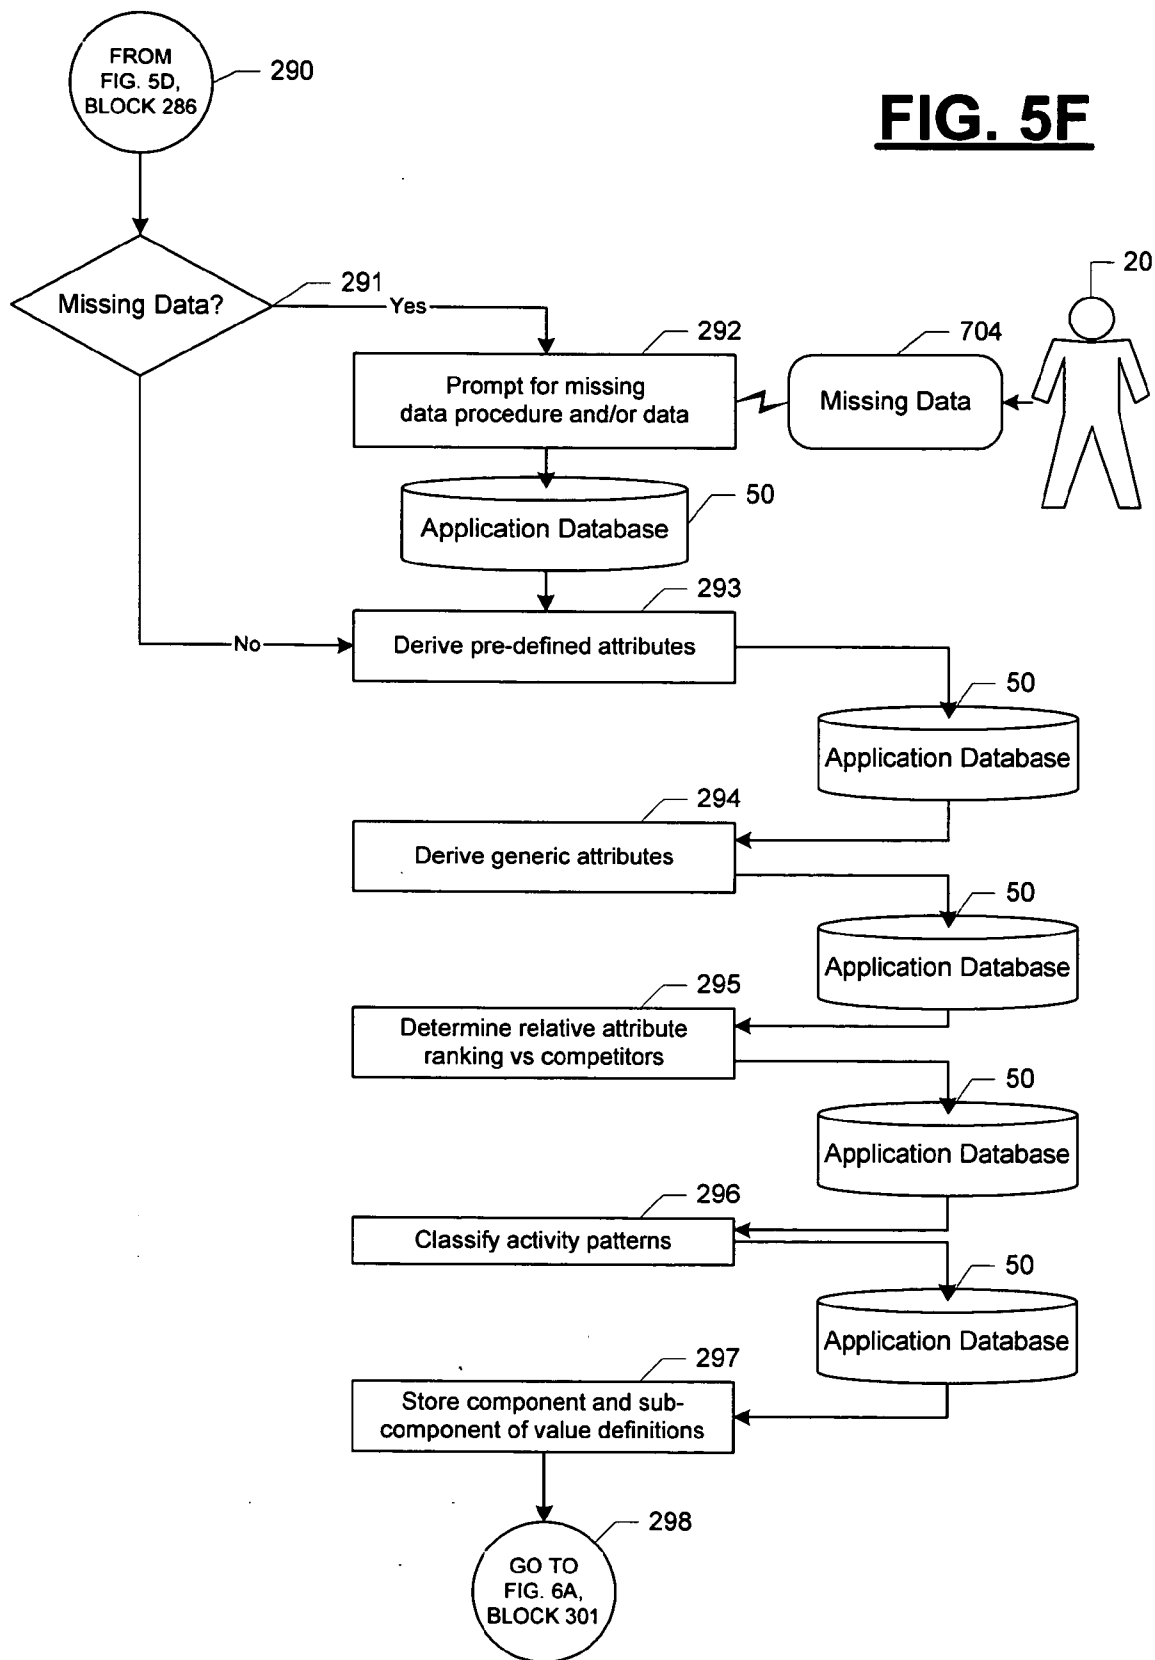 FROM
FIG. 5D,
BLOCK 286
290
FIG. 5F
Missing Data?
291
Yes
292
Prompt for missing
data procedure and/or data
704
Missing Data
20
50
Application Database
293
No
Derive pre-defined attributes
50
Application Database
294
Derive generic attributes
50
Application Database
295
Determine relative attribute
ranking vs competitors
50
Application Database
296
Classify activity patterns
50
Application Database
297
Store component and sub-
component of value definitions
298
GO TO
FIG. 6A,
BLOCK 301